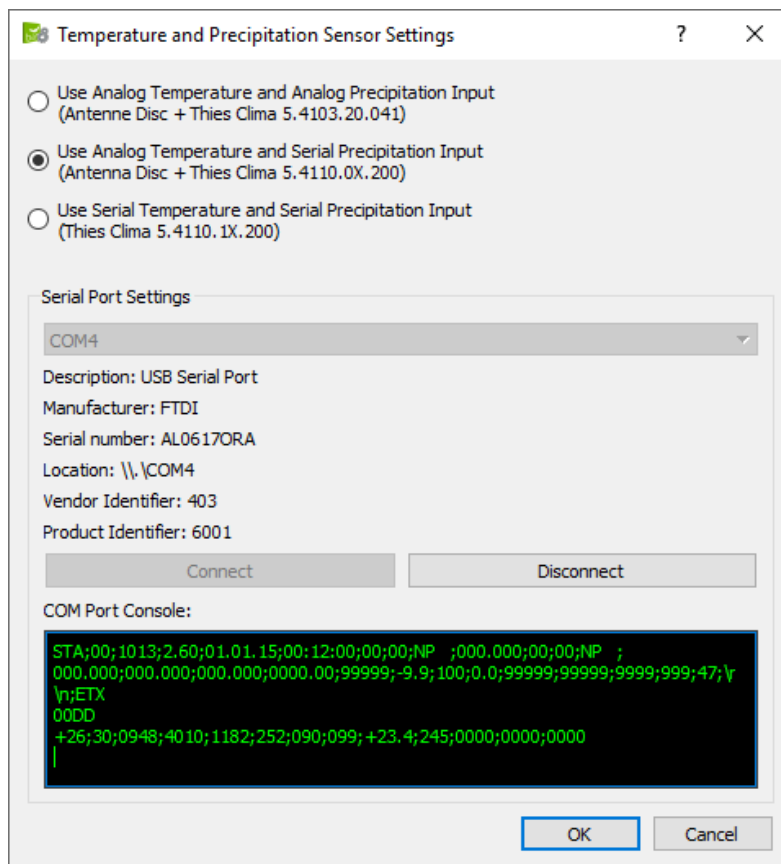 Temperature and Precipitation Sensor Settings
?
Use Analog Temperature and Analog Precipitation Input
(Antenne Disc + Thies Clima 5.4103.20.041)
Use Analog Temperature and Serial Precipitation Input
(Antenna Disc + Thies Clima 5.4110.0X.200)
Use Serial Temperature and Serial Precipitation Input
(Thies Clima 5.4110.1X.200)
Serial Port Settings
COM4
Description: USB Serial Port
Manufacturer: FTDI
Serial number: AL0617ORA
Location: \\.\COM4
Vendor Identifier: 403
Product Identifier: 6001
Connect
Disconnect
COM Port Console:
STA;00;1013;2.60;01.01.15;00:12:00;00;00;NP   ;000.000;00;00;NP   ;
000.000;000.000;000.000;0000.00;99999;-9.9;100;0.0;99999;99999;9999;999;47;\r
\n;ETX
00DD
+26;30;0948;4010;1182;252;090;099;+23.4;245;0000;0000;0000
OK
Cancel